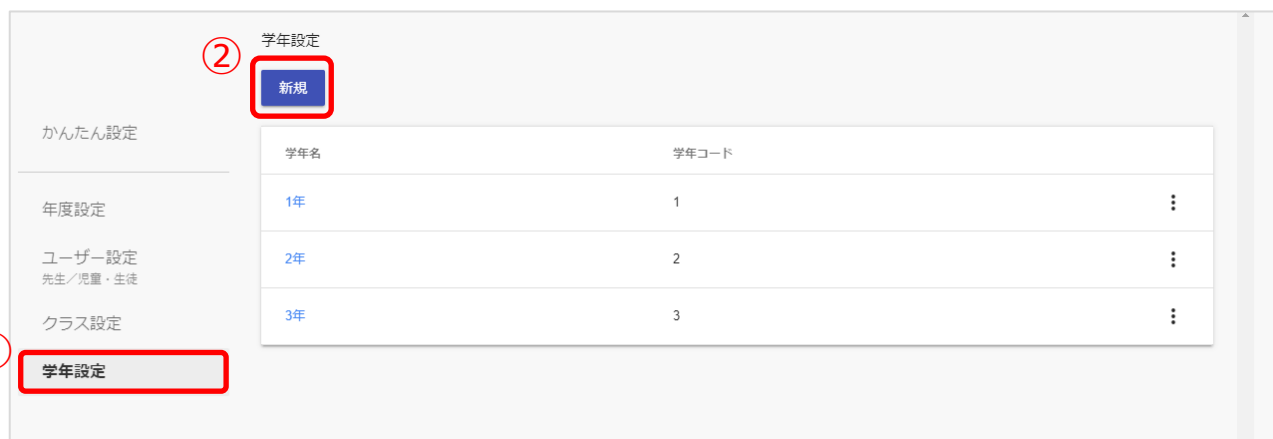 学年設定
②
新規
かんたん設定
学年名 学年コード
年度設定
1年 1
ユーザー設定
先生／児童・生徒
2年 2
クラス設定
3年 3
学年設定